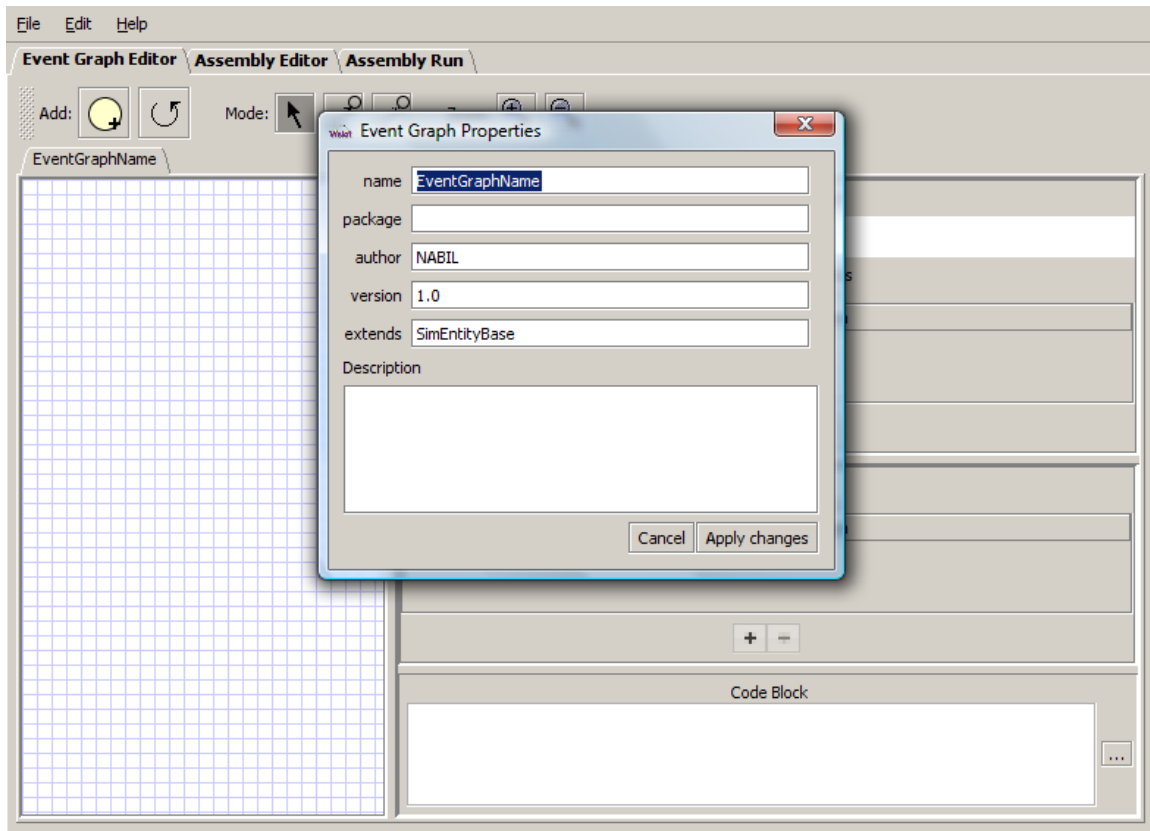 File Edit Help
Event Graph Editor Assembly Editor Assembly Run
Add: Mode:
EventGraphName
Event Graph Properties
name EventGraphName
package
author NABIL
version 1.0
extends SimEntityBase
Description
Cancel Apply changes
+ -
Code Block
...